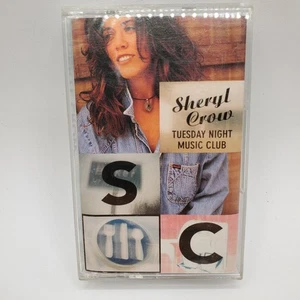 Sheryl
Crow
TUESDAY NIGHT
MUSIC CLUB
S
C